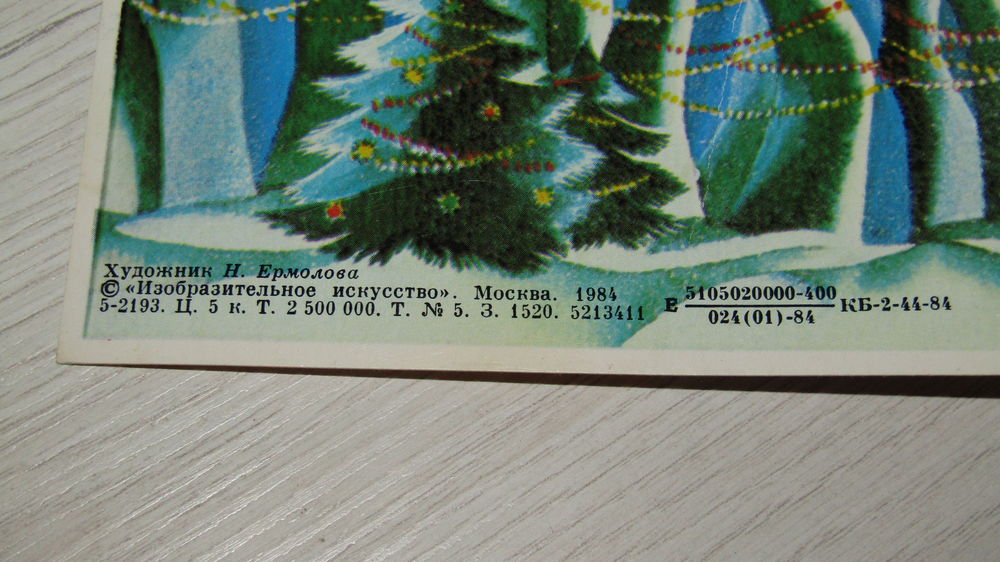 Художник Н. Ермолова
© «Изобразительное искусство». Москва. 1984
5-2193. Ц. 5 к. Т. 2 500 000. Т. № 5. З. 1520. 5213411
Е 5105020000-400
024(01)-84
КБ-2-44-84